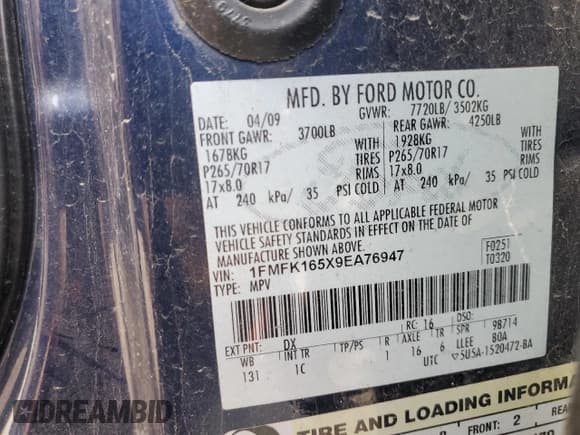 MFD. BY FORD MOTOR CO.
DATE: 04/09 GVWR: 7720LB/ 3502KG
FRONT GAWR: 3700LB REAR GAWR: 4250LB
1678KG WITH 1928KG WITH
P265/70R17 TIRES P265/70R17 TIRES
17x8.0 RIMS 17x8.0 RIMS
AT 240 kPa/ 35 PSI COLD AT 240 kPa/ 35 PSI COLD
THIS VEHICLE CONFORMS TO ALL APPLICABLE FEDERAL MOTOR
VEHICLE SAFETY STANDARDS IN EFFECT ON THE DATE OF
MANUFACTURE SHOWN ABOVE.
VIN: 1FMFK165X9EA76947 F0251
TYPE: MPV T0320
EXT PNT: DX RC: 16 DSO:
WB INT TR TP/PS R AXLE TR SPR 9B714
131 1C 1 16 6 LLEE B0A
UTC 5U5A-1520472-BA
TIRE AND LOADING INFORMA
FRONT: 2 REA
DREAMBID